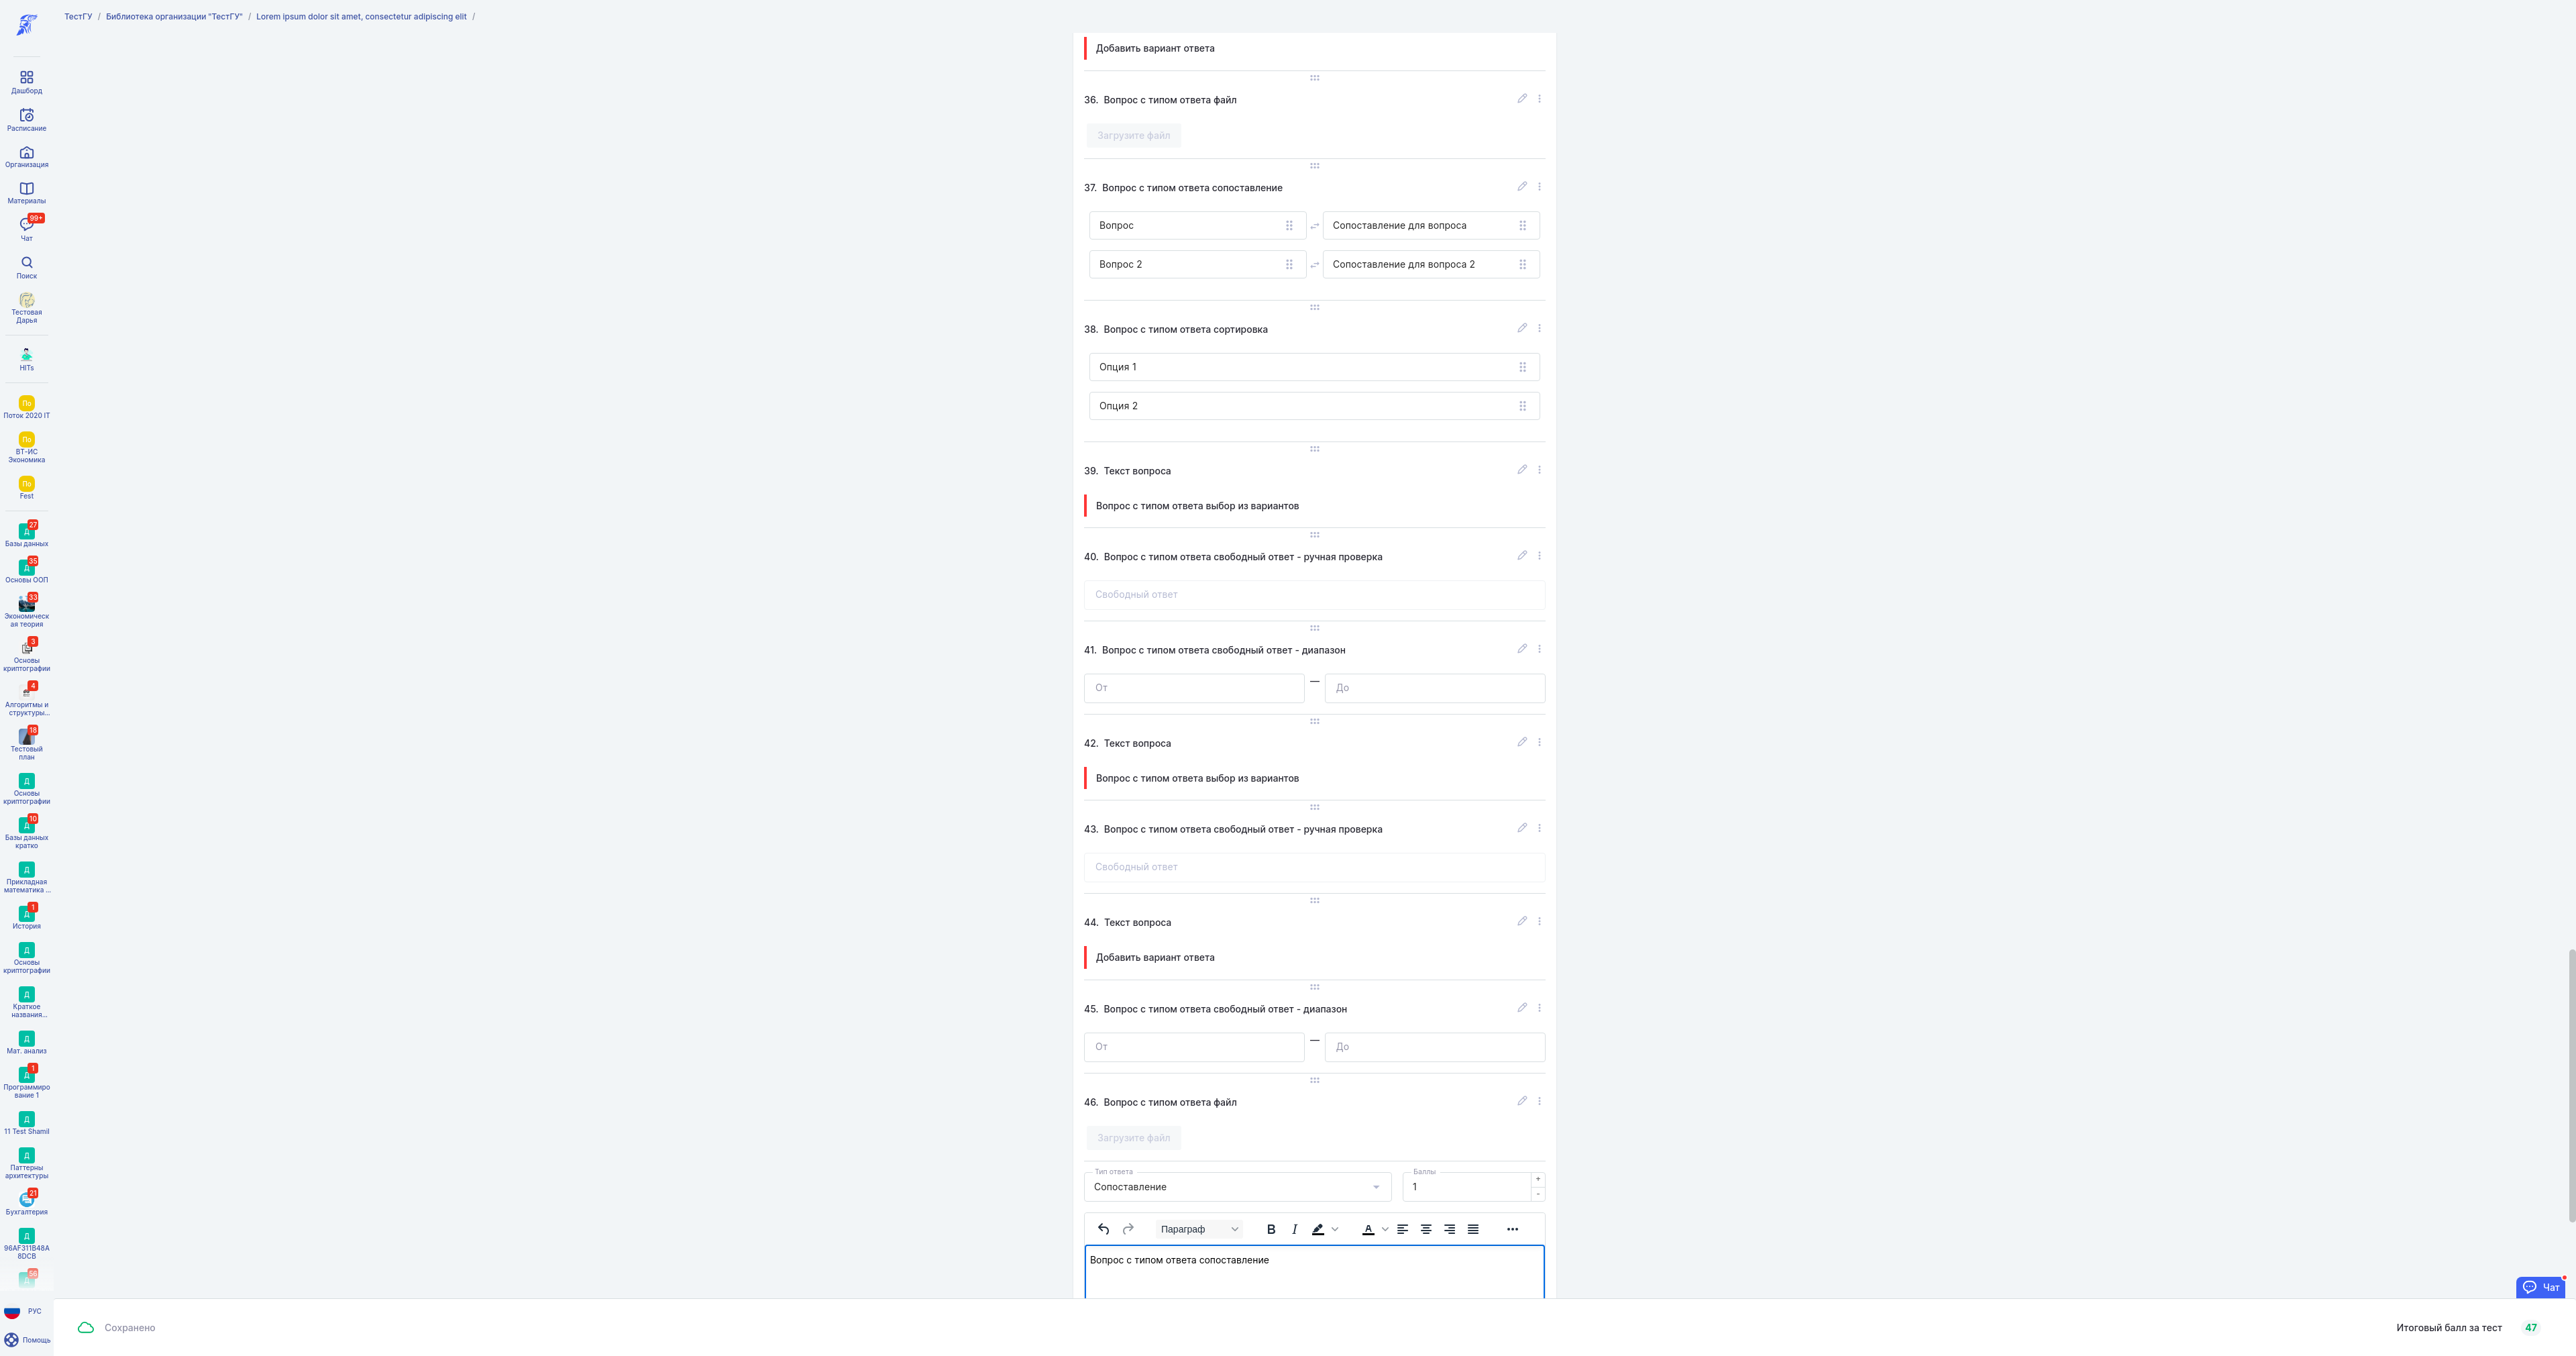 ТестГУ / Библиотека организации "ТестГУ" / Lorem ipsum dolor sit amet, consectetur adipiscing elit /
Дашборд
Расписание
Организация
Материалы
99+
Чат
Поиск
Тестовая
Дарья
HITs
По
Поток 2020 IT
По
ВТ-ИС
Экономика
По
Fest
27
Д
Базы данных
35
Д
Основы ООП
33
Экономическ
ая теория
3
Основы
криптографии
4
Алгоритмы и
структуры...
18
Тестовый
план
Д
Основы
криптографии
10
Д
Базы данных
кратко
Д
Прикладная
математика ...
1
Д
История
Д
Основы
криптографии
Д
Краткое
названия...
Д
Мат. анализ
1
Д
Программиро
вание 1
Д
11 Test Shamil
Д
Паттерны
архитектуры
21
Бухгалтерия
Д
96AF311B48A
8DCB
56
Д
РУС
Помощь
Добавить вариант ответа
36. Вопрос с типом ответа файл
Загрузите файл
37. Вопрос с типом ответа сопоставление
Вопрос Сопоставление для вопроса
Вопрос 2 Сопоставление для вопроса 2
38. Вопрос с типом ответа сортировка
Опция 1
Опция 2
39. Текст вопроса
Вопрос с типом ответа выбор из вариантов
40. Вопрос с типом ответа свободный ответ - ручная проверка
Свободный ответ
41. Вопрос с типом ответа свободный ответ - диапазон
От — До
42. Текст вопроса
Вопрос с типом ответа выбор из вариантов
43. Вопрос с типом ответа свободный ответ - ручная проверка
Свободный ответ
44. Текст вопроса
Добавить вариант ответа
45. Вопрос с типом ответа свободный ответ - диапазон
От — До
46. Вопрос с типом ответа файл
Загрузите файл
Тип ответа Баллы
Сопоставление 1 + -
Параграф B I A
Вопрос с типом ответа сопоставление
Чат
Сохранено
Итоговый балл за тест 47